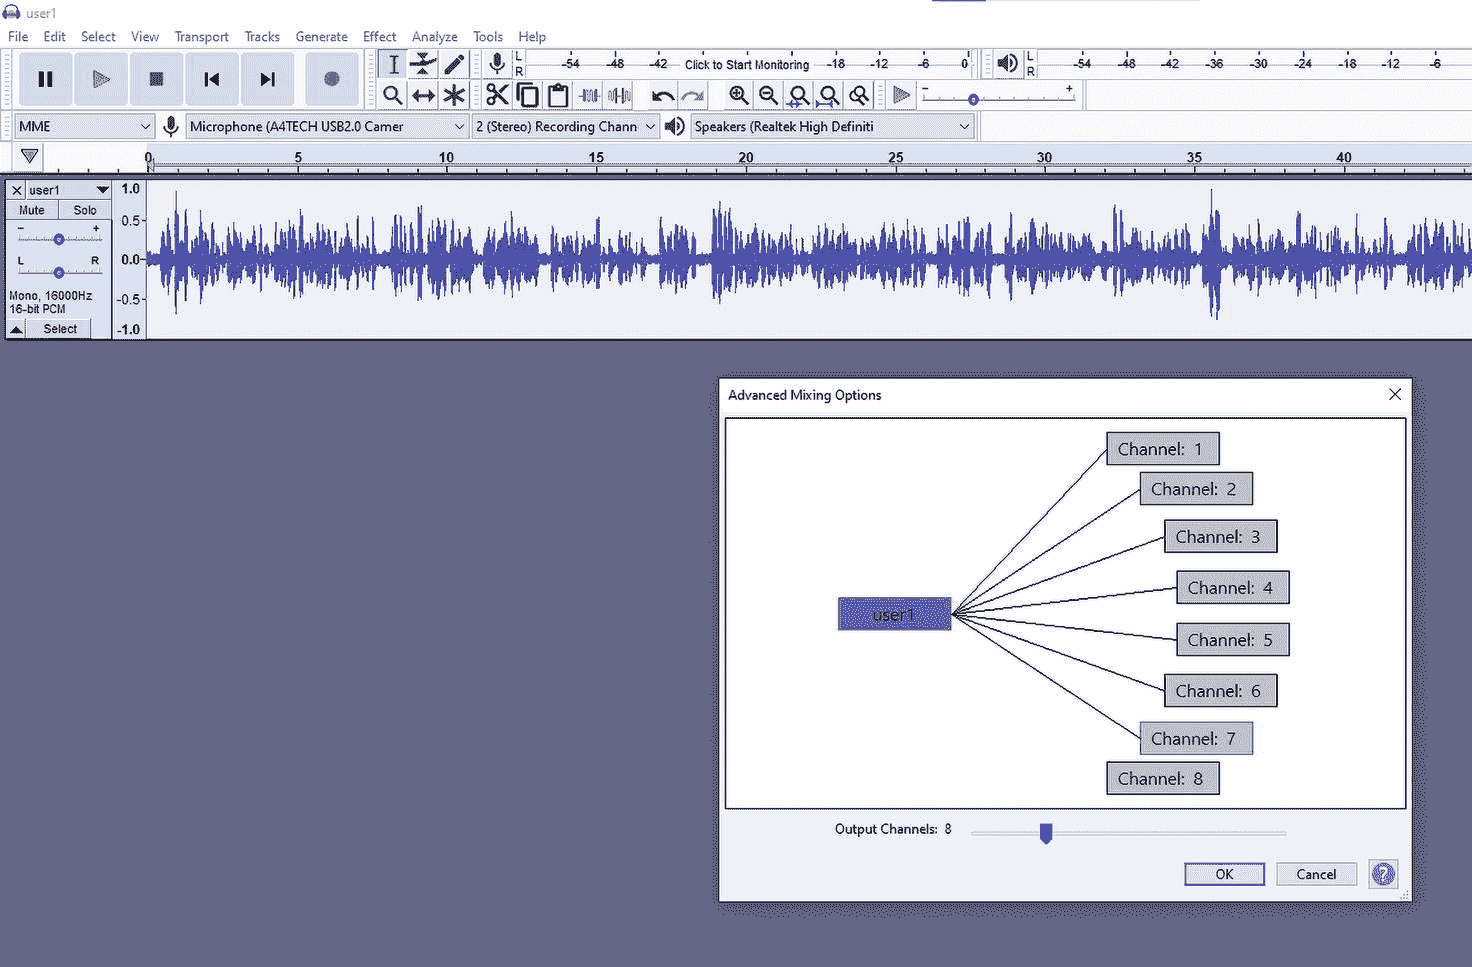 user1
File Edit Select View Transport Tracks Generate Effect Analyze Tools Help
L R -54 -48 -42 Click to Start Monitoring -18 -12 -6 0
L R -54 -48 -42 -36 -30 -24 -18 -12 -6
- +
MME Microphone (A4TECH USB2.0 Camer 2 (Stereo) Recording Chann Speakers (Realtek High Definiti
0 5 10 15 20 25 30 35 40
user1
Mute Solo
- +
L R
Mono, 16000Hz
16-bit PCM
Select
1.0
0.5-
0.0-
-0.5-
-1.0
Advanced Mixing Options
Channel: 1
Channel: 2
Channel: 3
Channel: 4
user1
Channel: 5
Channel: 6
Channel: 7
Channel: 8
Output Channels: 8
OK Cancel ?